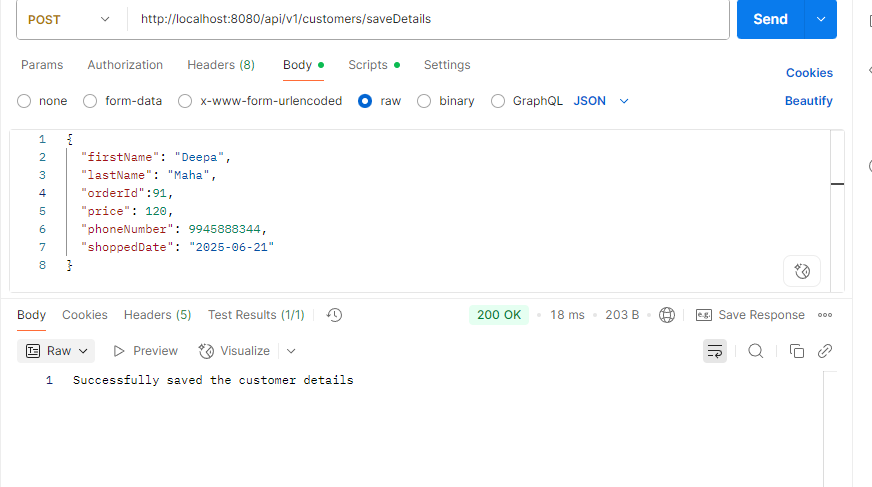 POST http://localhost:8080/api/v1/customers/saveDetails Send
Params Authorization Headers (8) Body Scripts Settings Cookies
none form-data x-www-form-urlencoded raw binary GraphQL JSON Beautify
1 {
2 "firstName": "Deepa",
3 "lastName": "Maha",
4 "orderId":91,
5 "price": 120,
6 "phoneNumber": 9945888344,
7 "shoppedDate": "2025-06-21"
8 }
Body Cookies Headers (5) Test Results (1/1) 200 OK 18 ms 203 B e.g. Save Response
Raw Preview Visualize
1 Successfully saved the customer details